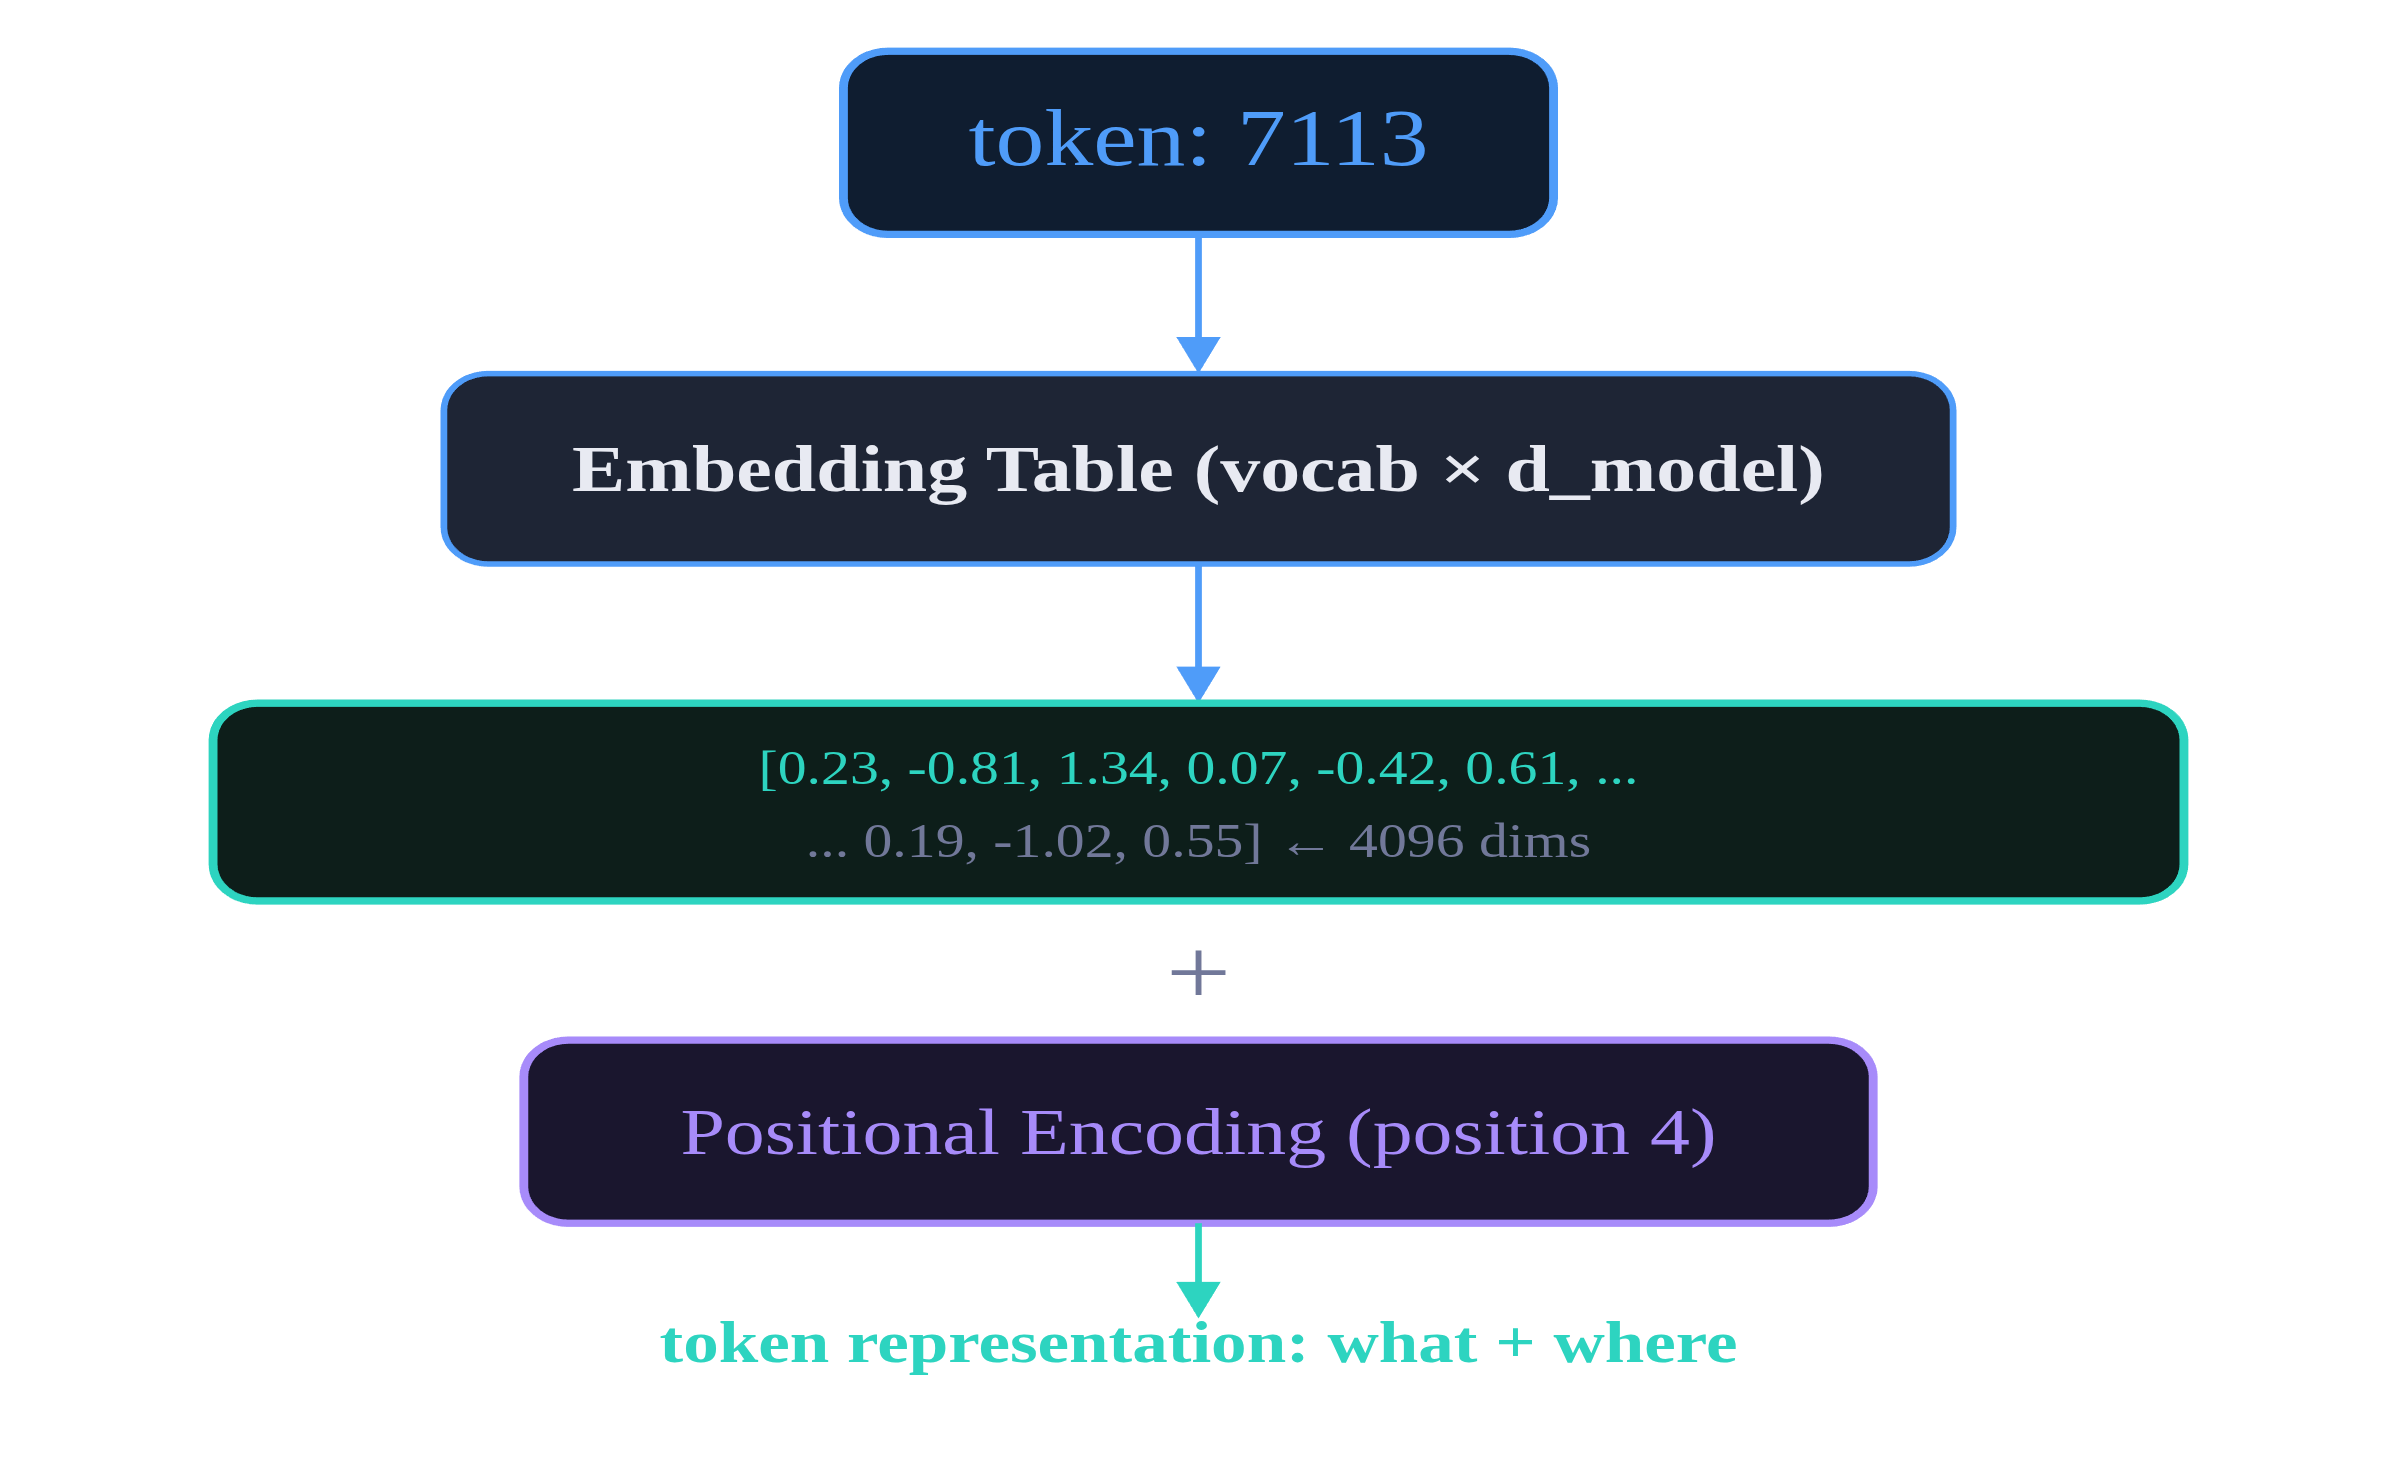 token: 7113
Embedding Table (vocab × d_model)
[0.23, -0.81, 1.34, 0.07, -0.42, 0.61, ...
... 0.19, -1.02, 0.55] ← 4096 dims
+
Positional Encoding (position 4)
token representation: what + where